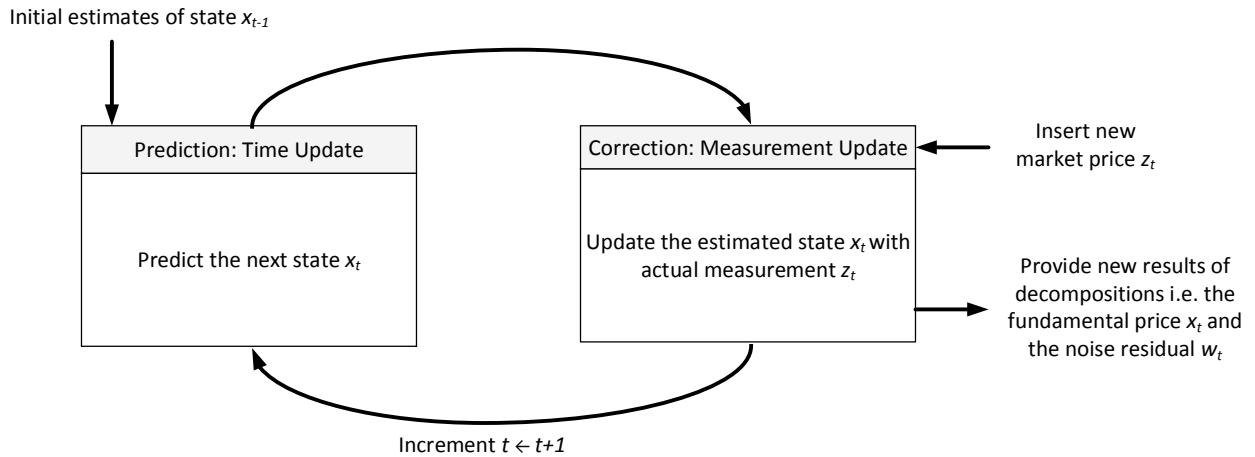 Initial estimates of state x_{t-1}
Prediction: Time Update
Predict the next state x_t
Correction: Measurement Update
Update the estimated state x_t with
actual measurement z_t
Insert new
market price z_t
Provide new results of
decompositions i.e. the
fundamental price x_t and
the noise residual w_t
Increment t ← t+1